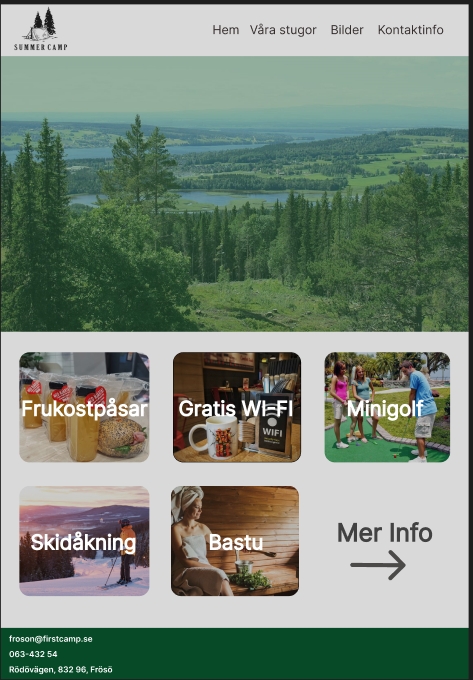 SUMMER CAMP
Hem Våra stugor Bilder Kontaktinfo
Frukostpåsar
Gratis WI-FI
WIFI
Minigolf
Skidåkning
Bastu
Mer Info
froson@firstcamp.se
063-432 54
Rödövägen, 832 96, Frösö